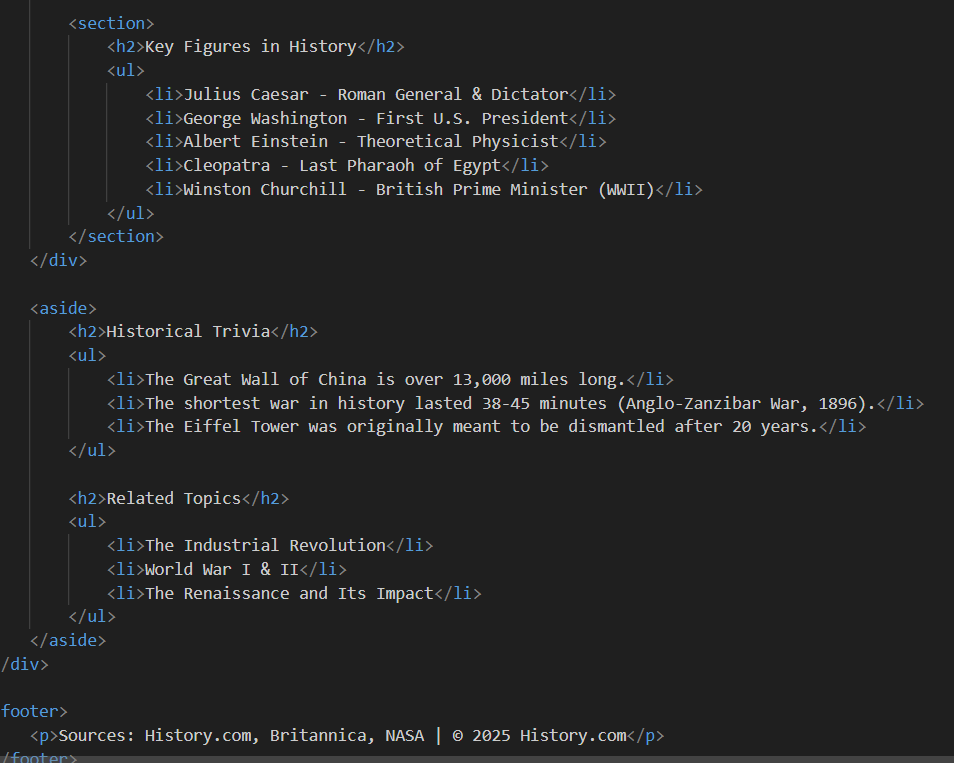 <section>
<h2>Key Figures in History</h2>
<ul>
<li>Julius Caesar - Roman General & Dictator</li>
<li>George Washington - First U.S. President</li>
<li>Albert Einstein - Theoretical Physicist</li>
<li>Cleopatra - Last Pharaoh of Egypt</li>
<li>Winston Churchill - British Prime Minister (WWII)</li>
</ul>
</section>
</div>
<aside>
<h2>Historical Trivia</h2>
<ul>
<li>The Great Wall of China is over 13,000 miles long.</li>
<li>The shortest war in history lasted 38-45 minutes (Anglo-Zanzibar War, 1896).</li>
<li>The Eiffel Tower was originally meant to be dismantled after 20 years.</li>
</ul>
<h2>Related Topics</h2>
<ul>
<li>The Industrial Revolution</li>
<li>World War I & II</li>
<li>The Renaissance and Its Impact</li>
</ul>
</aside>
/div>
footer>
<p>Sources: History.com, Britannica, NASA | © 2025 History.com</p>
/footer>